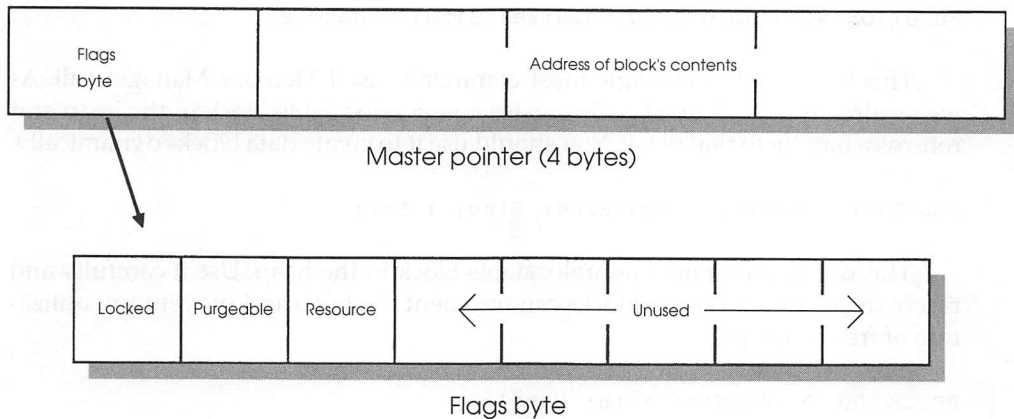 Flags
byte
Address of block's contents
Master pointer (4 bytes)
Locked
Purgeable
Resource
Unused
Flags byte